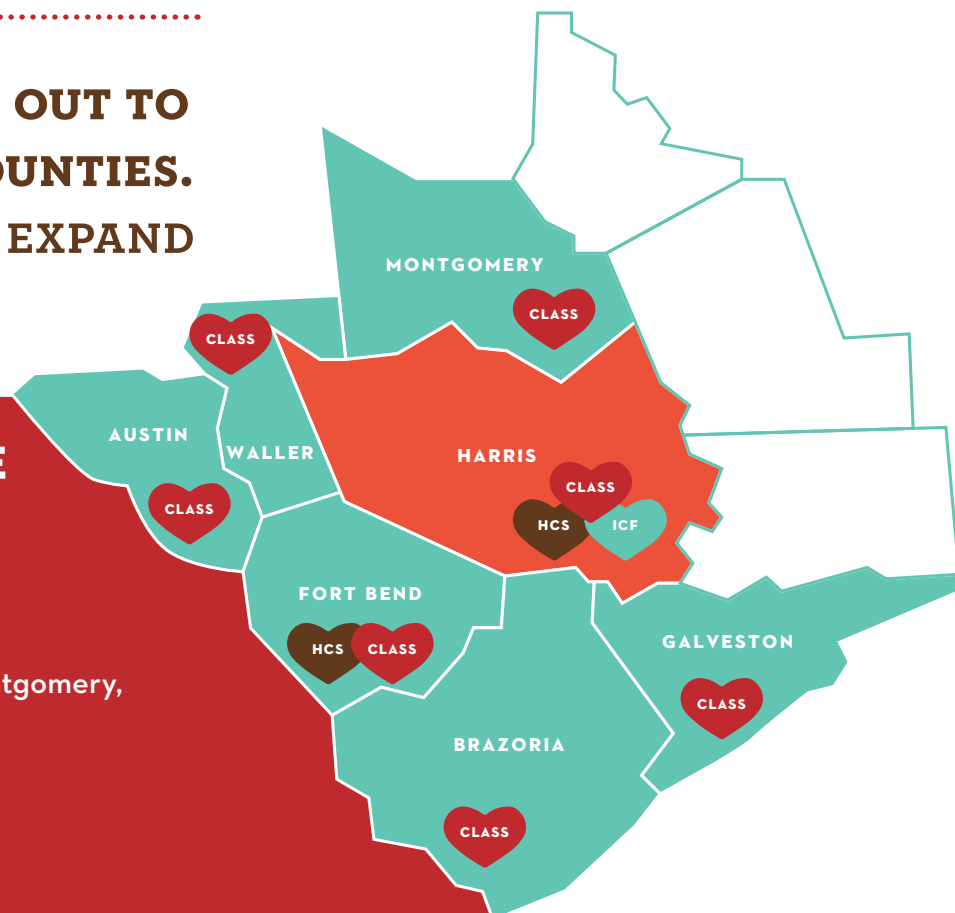 OUT TO
OUNTIES.
EXPAND
MONTGOMERY
CLASS
CLASS
AUSTIN
WALLER
HARRIS
E
CLASS
CLASS
HCS
ICF
FORT BEND
GALVESTON
HCS
CLASS
tgomery,
CLASS
BRAZORIA
CLASS